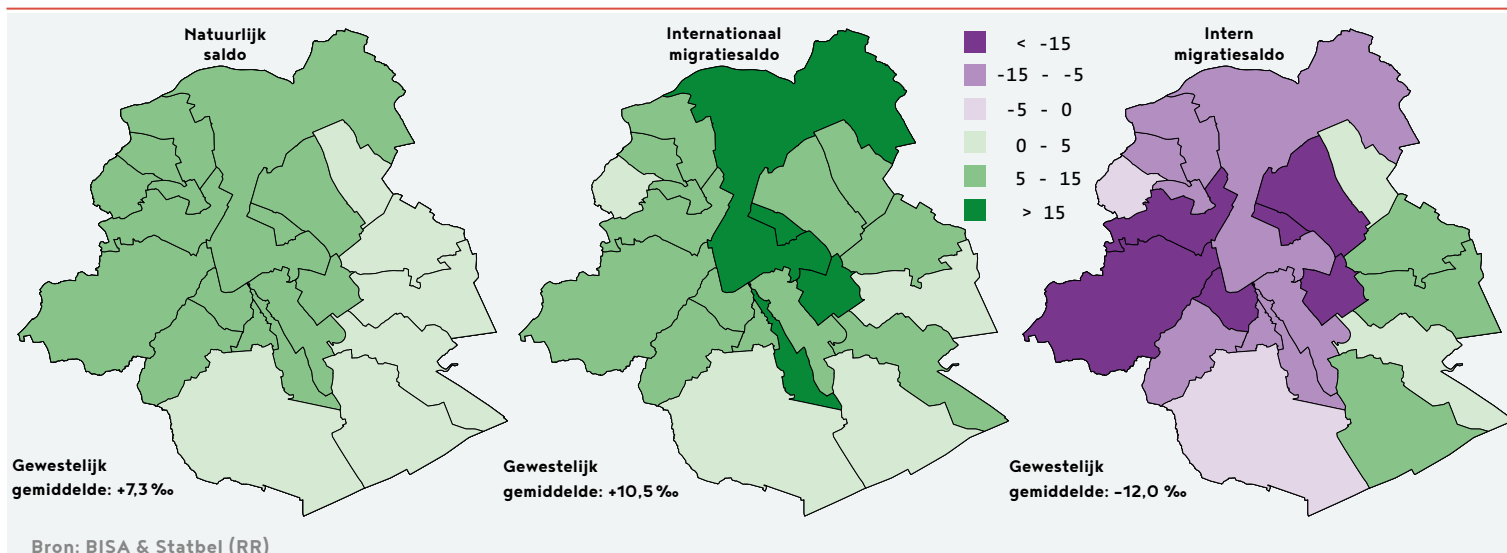 Natuurlijk
saldo
Internationaal
migratiesaldo
< -15
-15 - -5
-5 - 0
0 - 5
5 - 15
> 15
Intern
migratiesaldo
Gewestelijk
gemiddelde: +7,3 ‰
Gewestelijk
gemiddelde: +10,5 ‰
Gewestelijk
gemiddelde: -12,0 ‰
Bron: BISA & Statbel (RR)